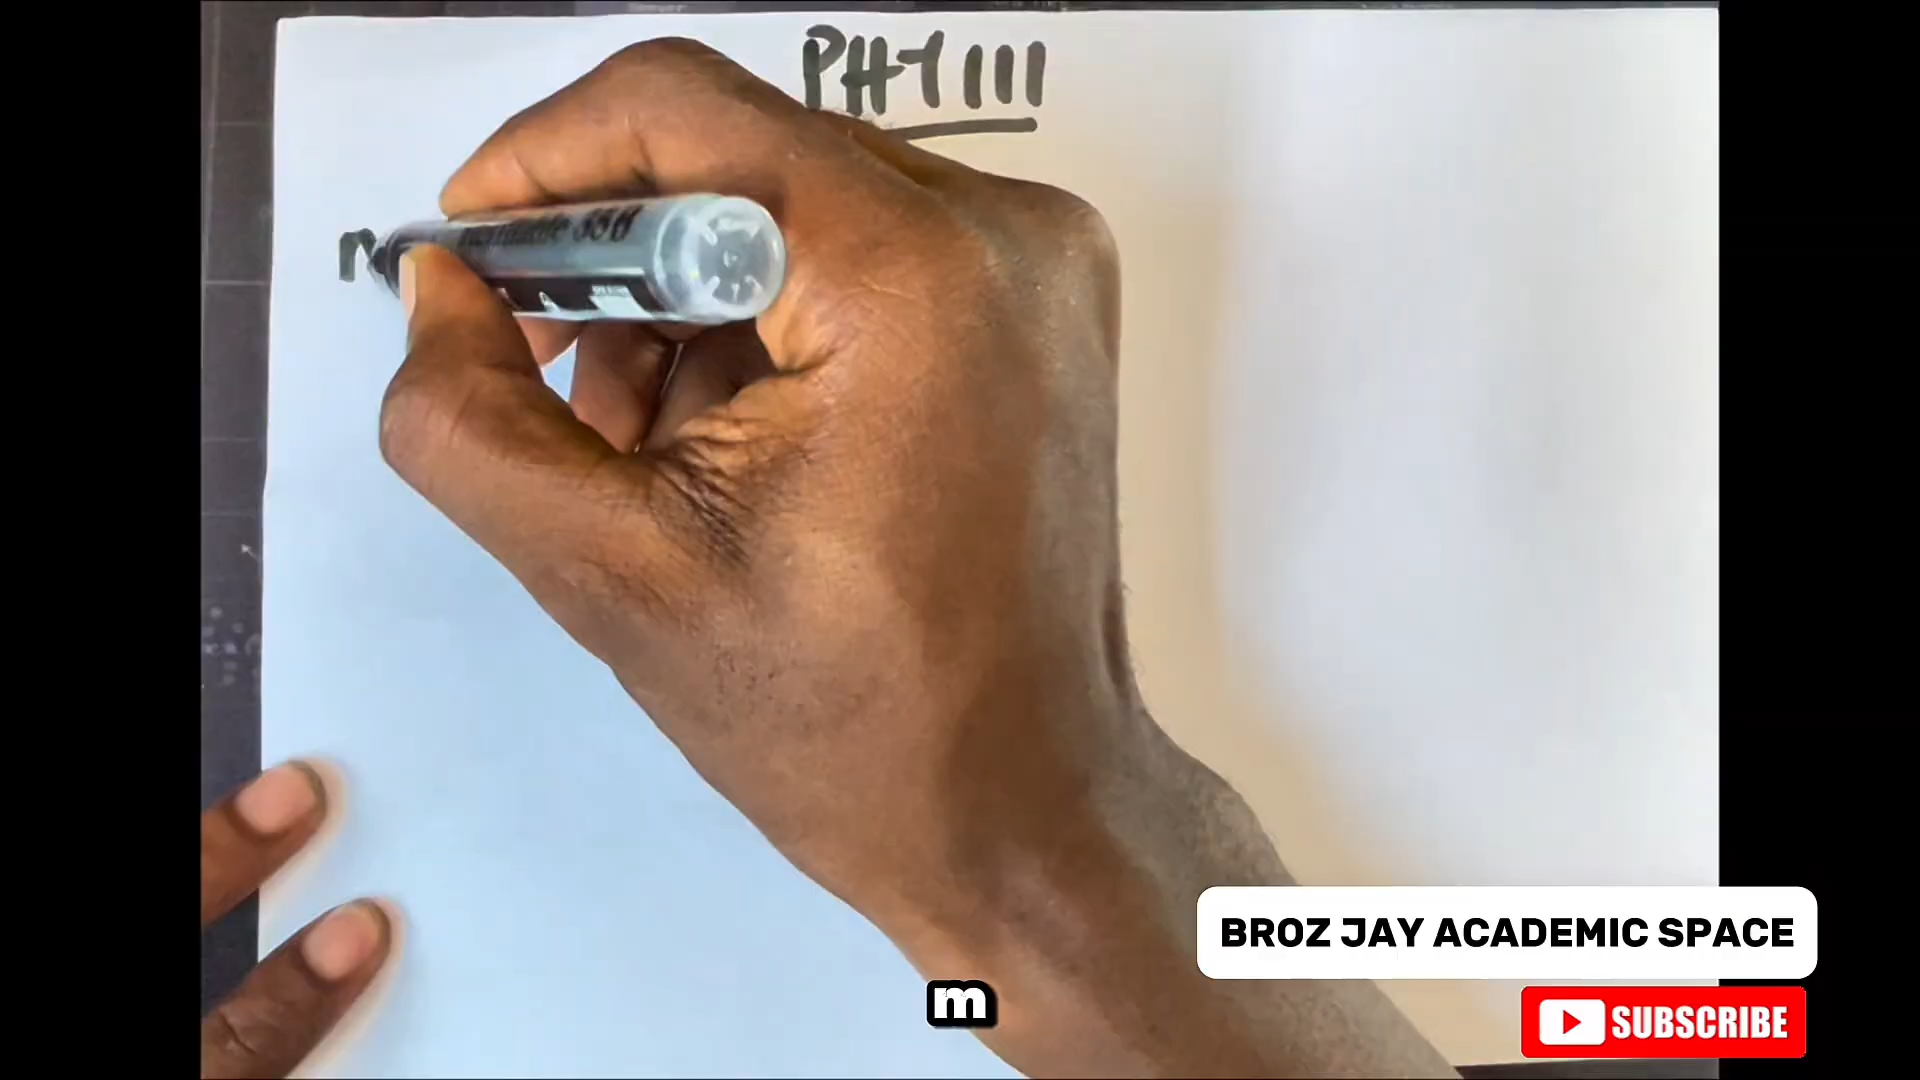 PHY 111
m
BROZ JAY ACADEMIC SPACE
m
SUBSCRIBE